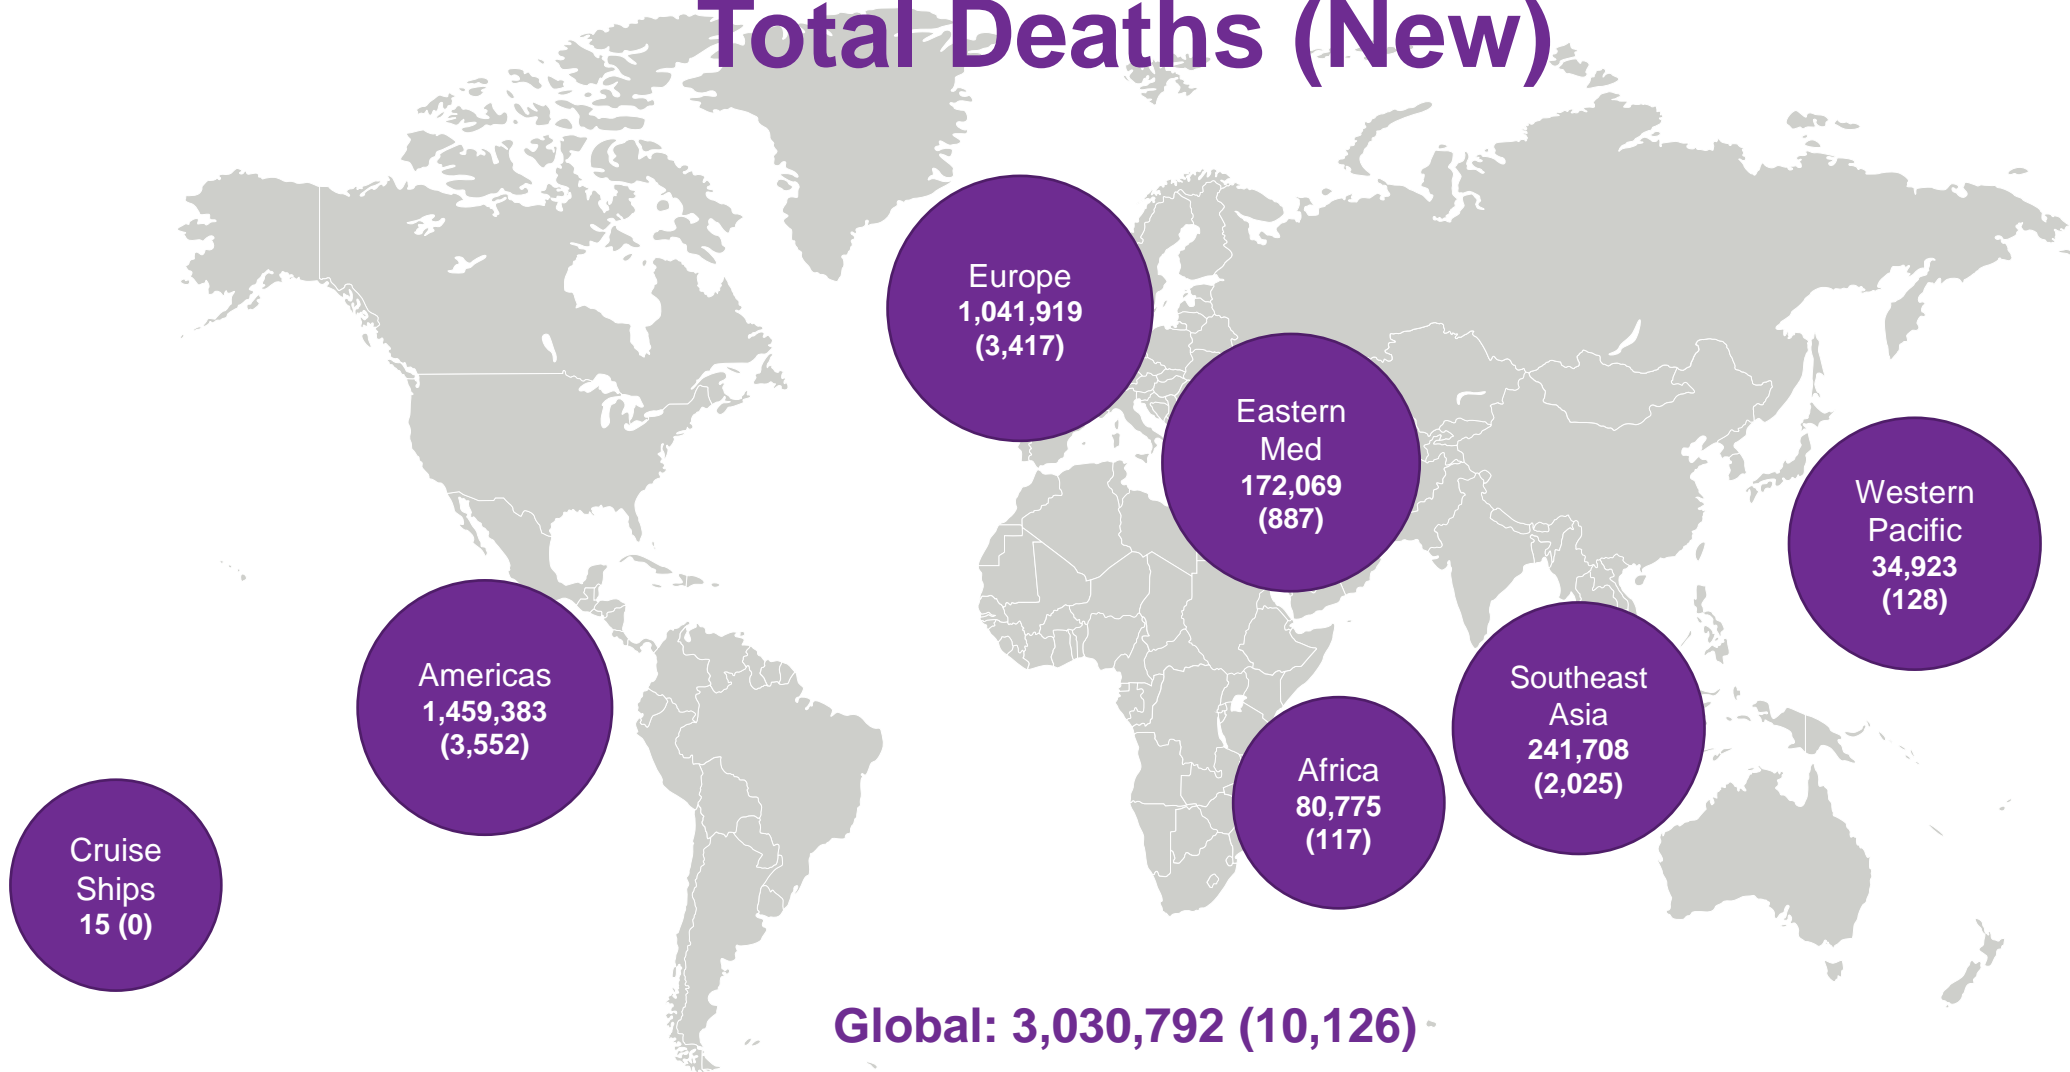 Total Deaths (New)
Europe
1,041,919
(3,417)
Eastern
Med
172,069
(887)
Western
Pacific
34,923
(128)
Americas
1,459,383
(3,552)
Southeast
Asia
241,708
(2,025)
Africa
80,775
(117)
Cruise
Ships
15 (0)
Global: 3,030,792 (10,126)